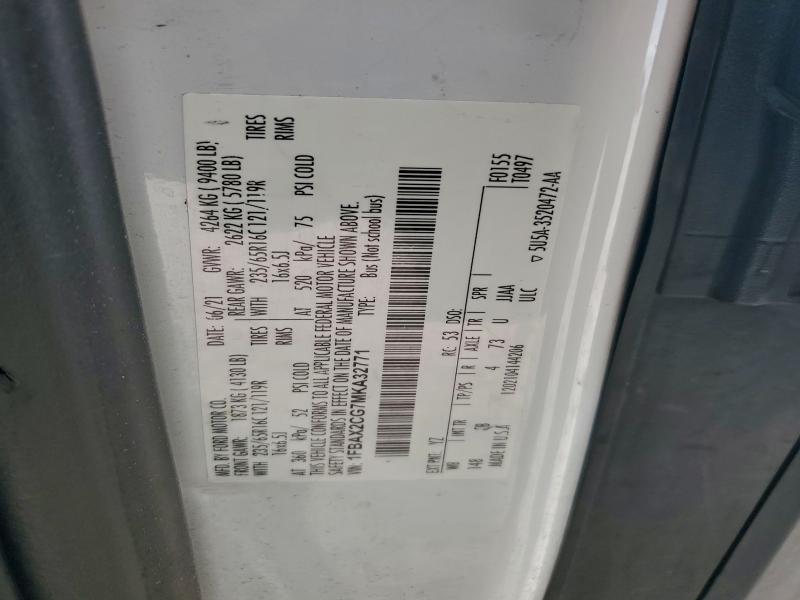 MFD. BY FORD MOTOR CO. DATE: 06/21 GVWR: 4264 KG ( 9400 LB)
FRONT GAWR: 1873 KG ( 4130 LB) REAR GAWR: 2622 KG ( 5780 LB)
WITH 235/65R16C 121/119R TIRES WITH 235/65R16C 121/119R TIRES
16x6.5J RIMS 16x6.5J RIMS
AT 360 kPa/ 52 PSI COLD AT 520 kPa/ 75 PSI COLD
THIS VEHICLE CONFORMS TO ALL APPLICABLE FEDERAL MOTOR VEHICLE
SAFETY STANDARDS IN EFFECT ON THE DATE OF MANUFACTURE SHOWN ABOVE.
VIN: 1FBAX2CG7MKA32771 TYPE: Bus (Not school bus)
F0155
T0497
EXT PNT: YZ RC: 53 DSO:
WB INT TR TP/PS R AXLE TR SPR
148 GB 4 73 U JJAA
MADE IN U.S.A. ULC
12D21041 ▽ 5U5A-3520472-AA